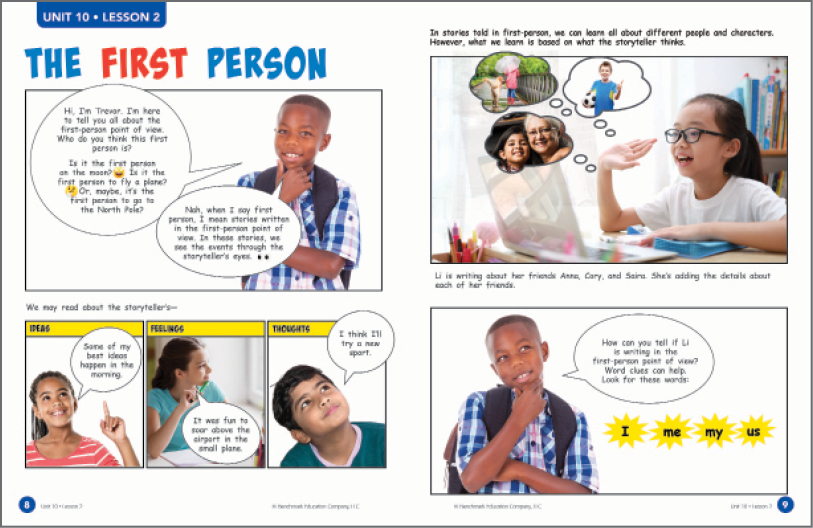 UNIT 10 • LESSON 2
THE FIRST PERSON
Hi, I'm Trevor. I'm here
to tell you all about the
first-person point of view.
Who do you think this first
person is?
Is it the first person
on the moon? 😄 Is it the
first person to fly a plane?
🤔 Or, maybe, it's the
first person to go to
the North Pole?
Nah, when I say first
person, I mean stories written
in the first-person point of
view. In these stories, we
see the events through the
storyteller's eyes. 👀
We may read about the storyteller's—
IDEAS
Some of my
best ideas
happen in the
morning.
FEELINGS
It was fun to
soar above the
airport in the
small plane.
THOUGHTS
I think I'll
try a new
sport.
8
Unit 10 • Lesson
© Benchmark Education Company, LLC
In stories told in first-person, we can learn all about different people and characters.
However, what we learn is based on what the storyteller thinks.
Li is writing about her friends Anna, Cory, and Saira. She's adding the details about
each of her friends.
How can you tell if Li
is writing in the
first-person point of view?
Word clues can help.
Look for these words:
I
me
my
us
© Benchmark Education Company, LLC
Unit 10 • Lesson
9